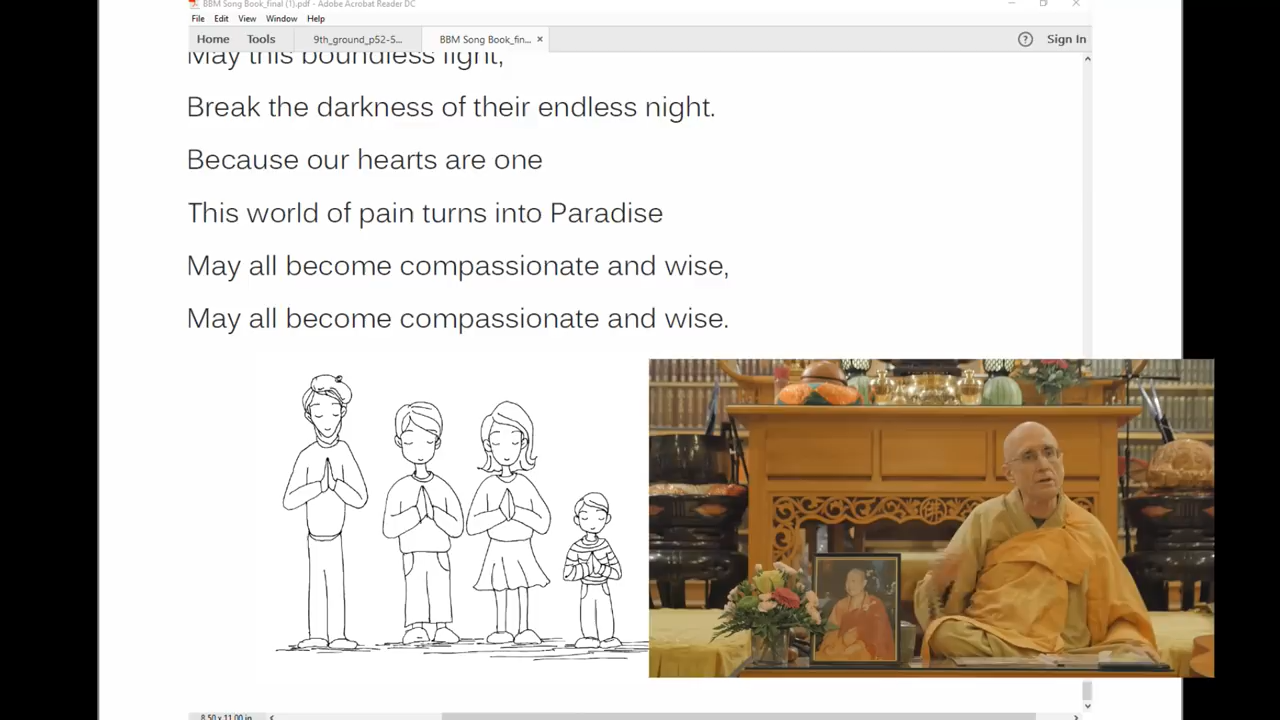 BBM Song Book_final (1).pdf - Adobe Acrobat Reader DC
File Edit View Window Help
Home Tools 9th_ground_p52-5... BBM Song Book_fin... × ? Sign In
May this boundless light,
Break the darkness of their endless night.
Because our hearts are one
This world of pain turns into Paradise
May all become compassionate and wise,
May all become compassionate and wise.
8.50 x 11.00 in